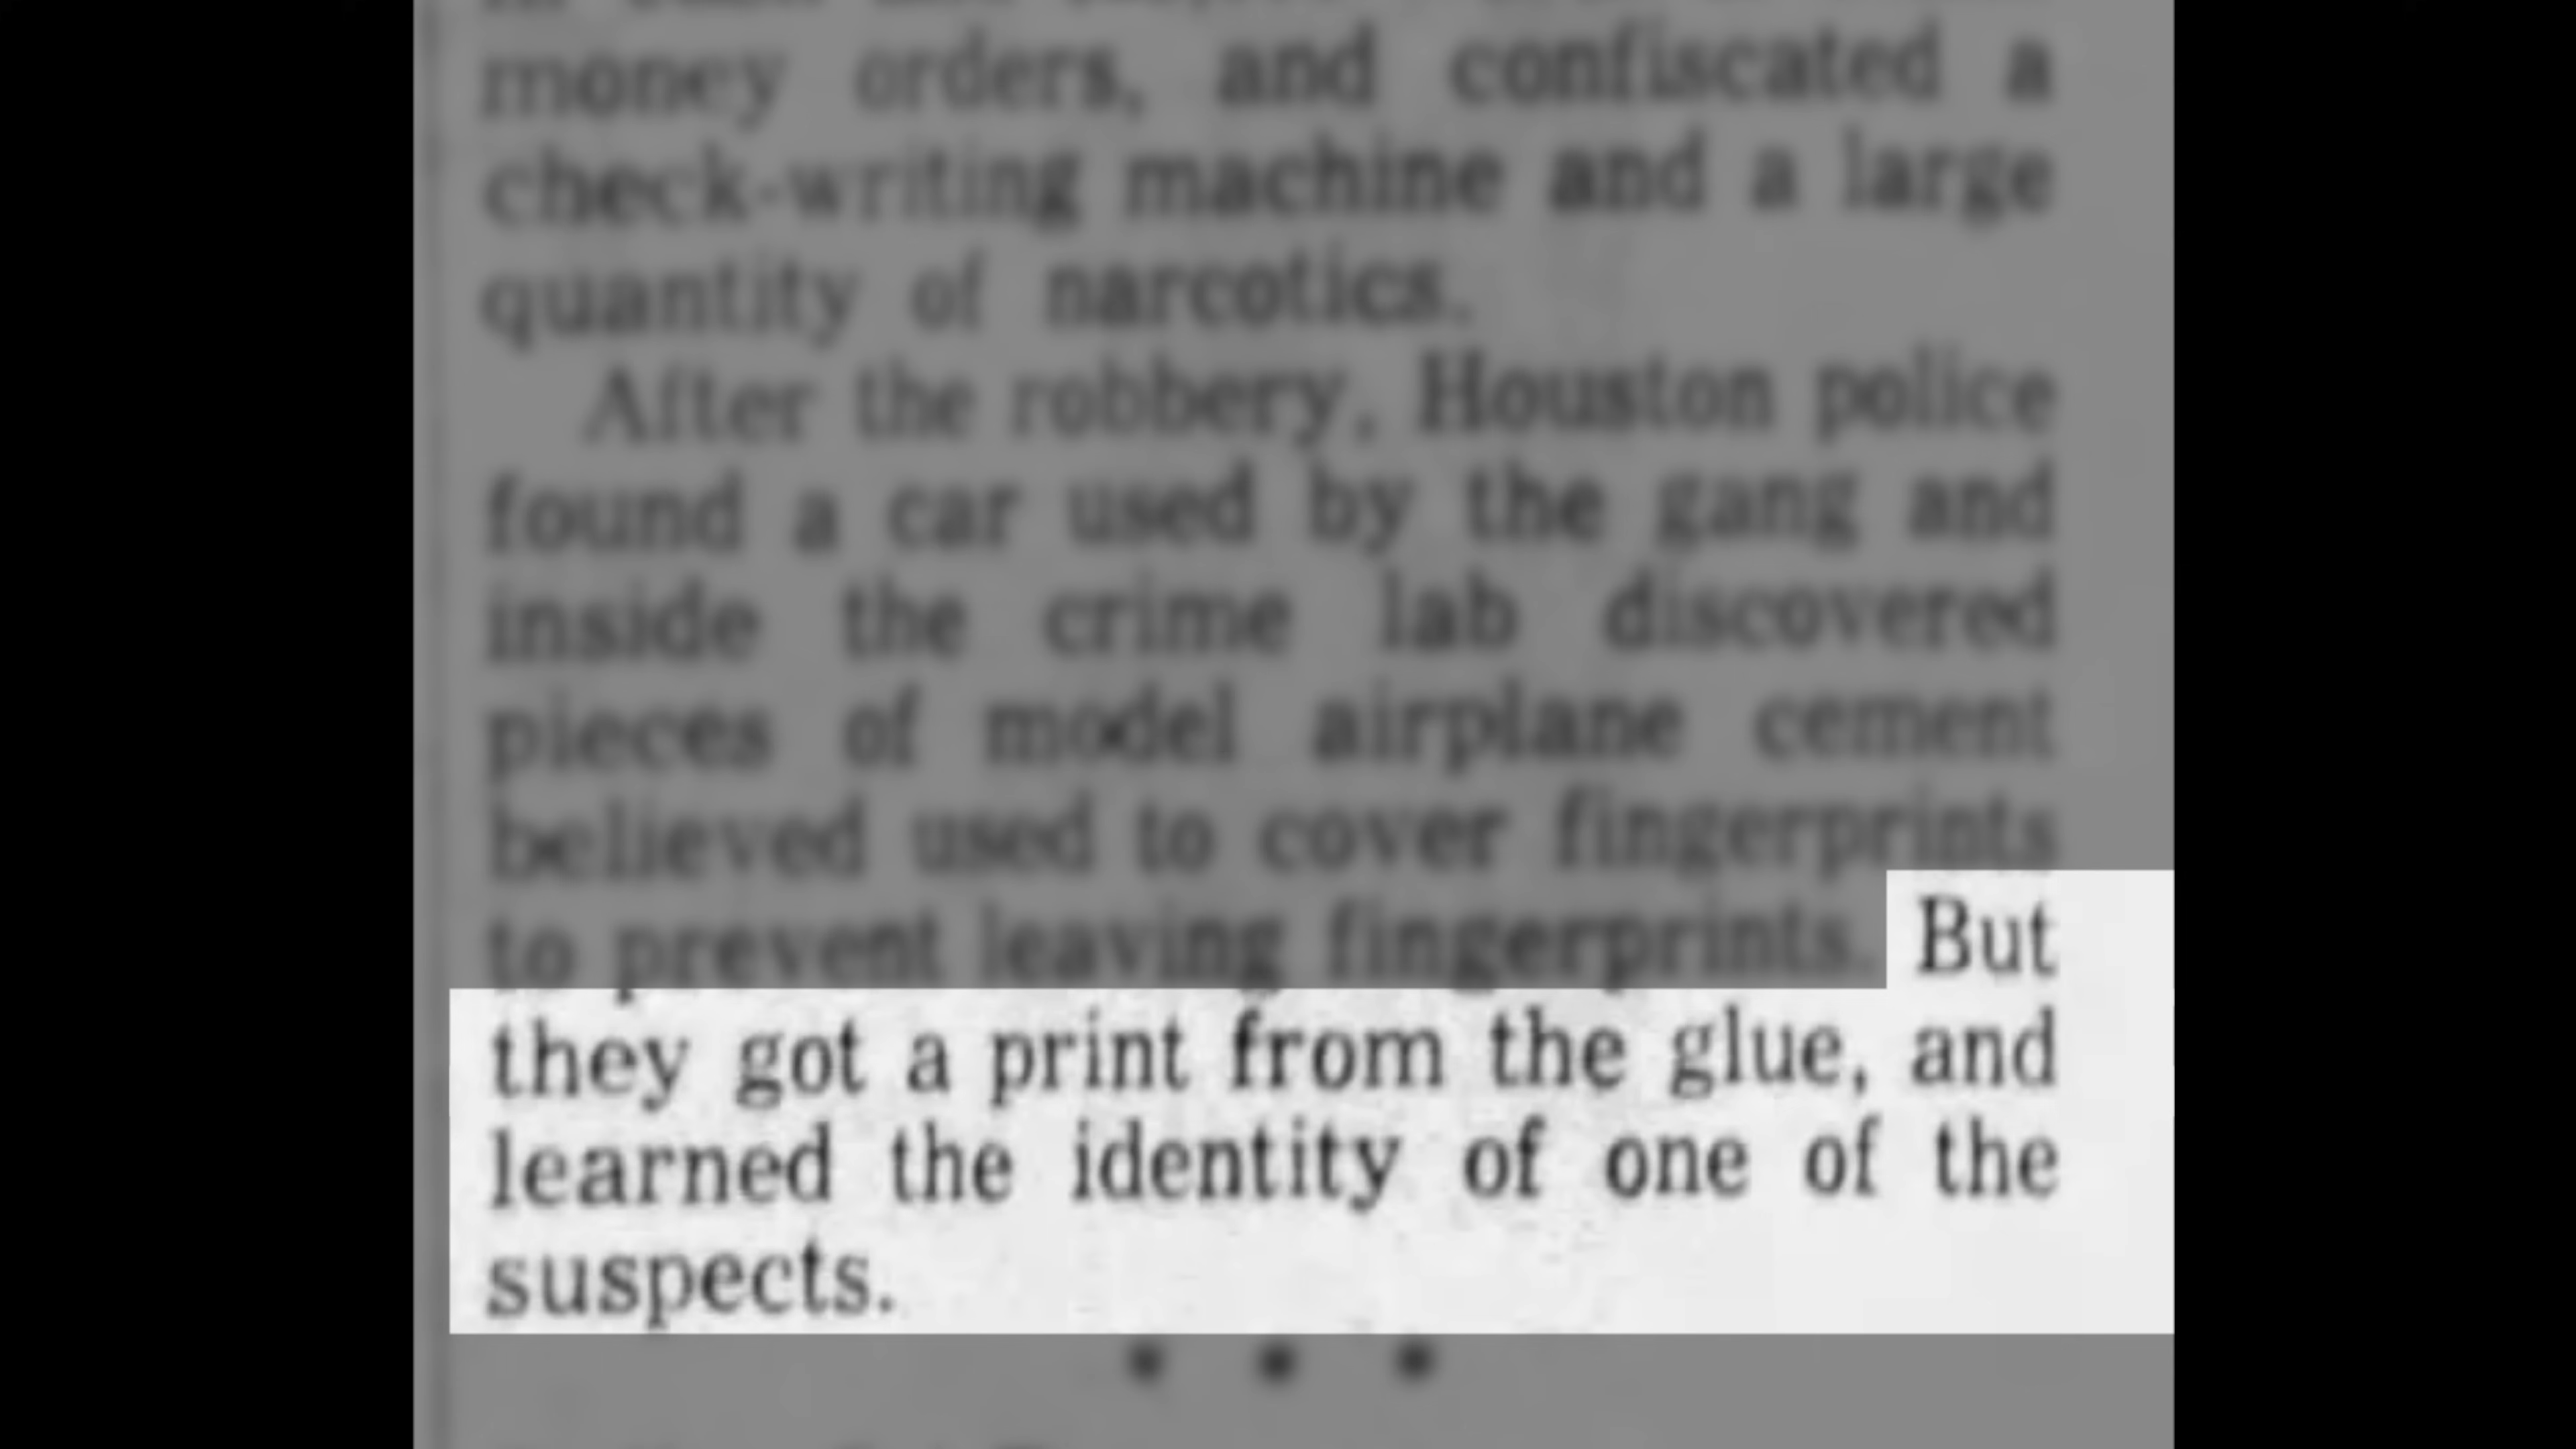 money orders, and confiscated a
check-writing machine and a large
quantity of narcotics.
After the robbery, Houston police
found a car used by the gang and
inside the crime lab discovered
pieces of model airplane cement
believed used to cover fingerprints
to prevent leaving fingerprints. But
they got a print from the glue, and
learned the identity of one of the
suspects.
• • •